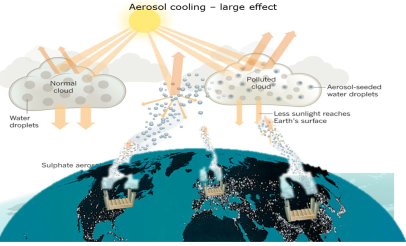 Aerosol cooling – large effect
Normal
cloud
Polluted
cloud
Aerosol-seeded
water droplets
Water
droplets
Less sunlight reaches
Earth's surface
Sulphate